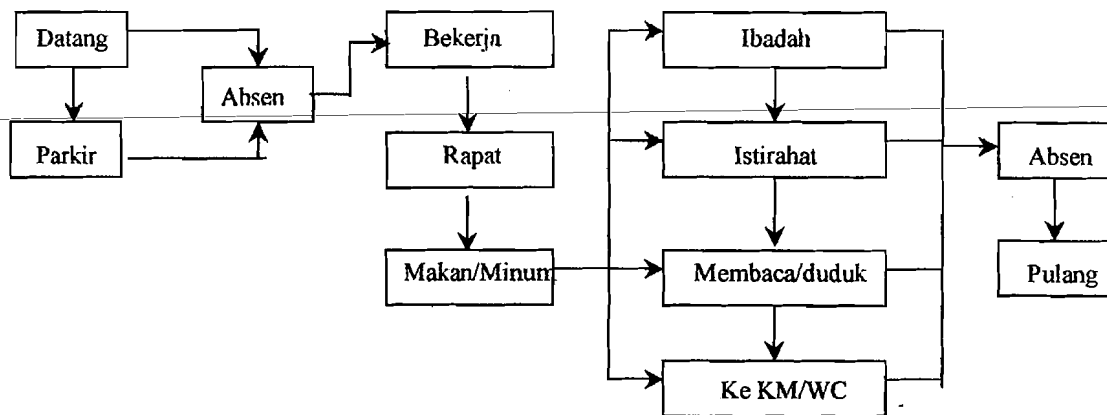 Datang
Absen
Parkir
Bekerja
Rapat
Makan/Minum
Ibadah
Istirahat
Membaca/duduk
Ke KM/WC
Absen
Pulang